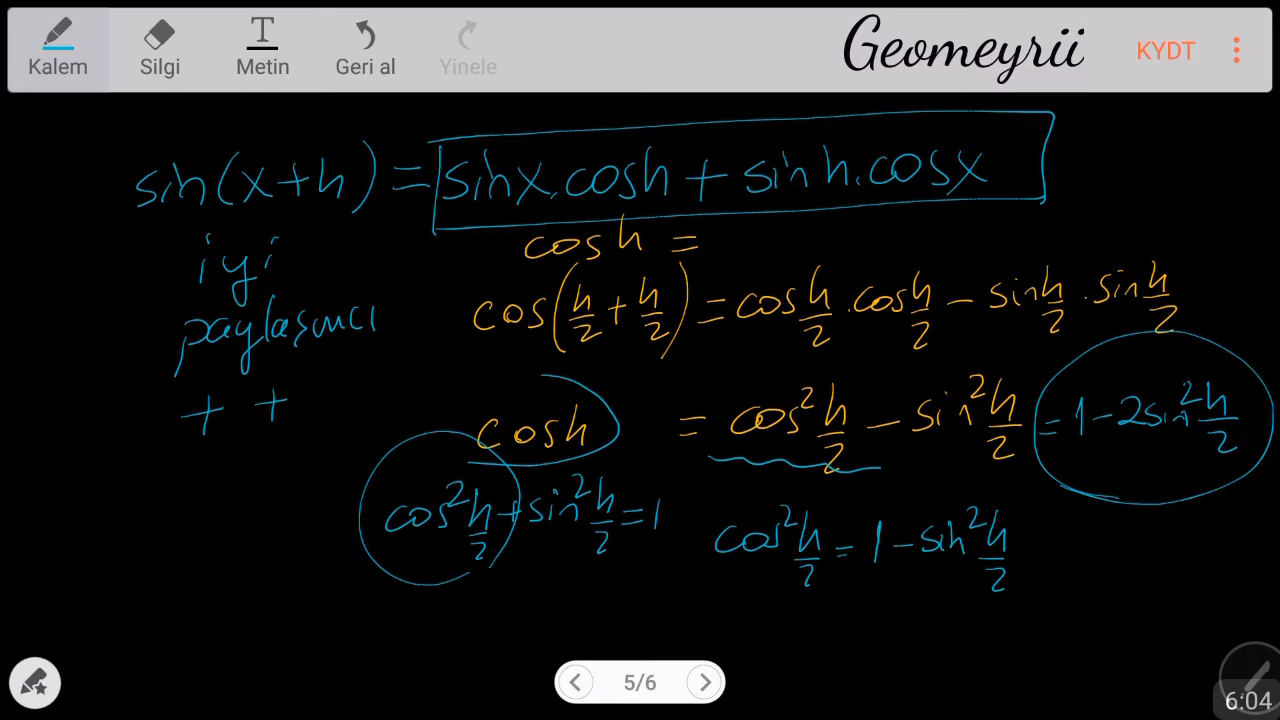 Kalem Silgi Metin Geri al Yinele Geomeyrii KYDT
sin(x+h) = sinx.cosh + sinh.cosx
iyi
paylaşımcı
+ +
cosh =
cos(h/2 + h/2) = cos h/2 . cos h/2 - sin h/2 . sin h/2
cosh = cos² h/2 - sin² h/2 = 1 - 2sin² h/2
cos² h/2 + sin² h/2 = 1
cos² h/2 = 1 - sin² h/2
5/6
6:04